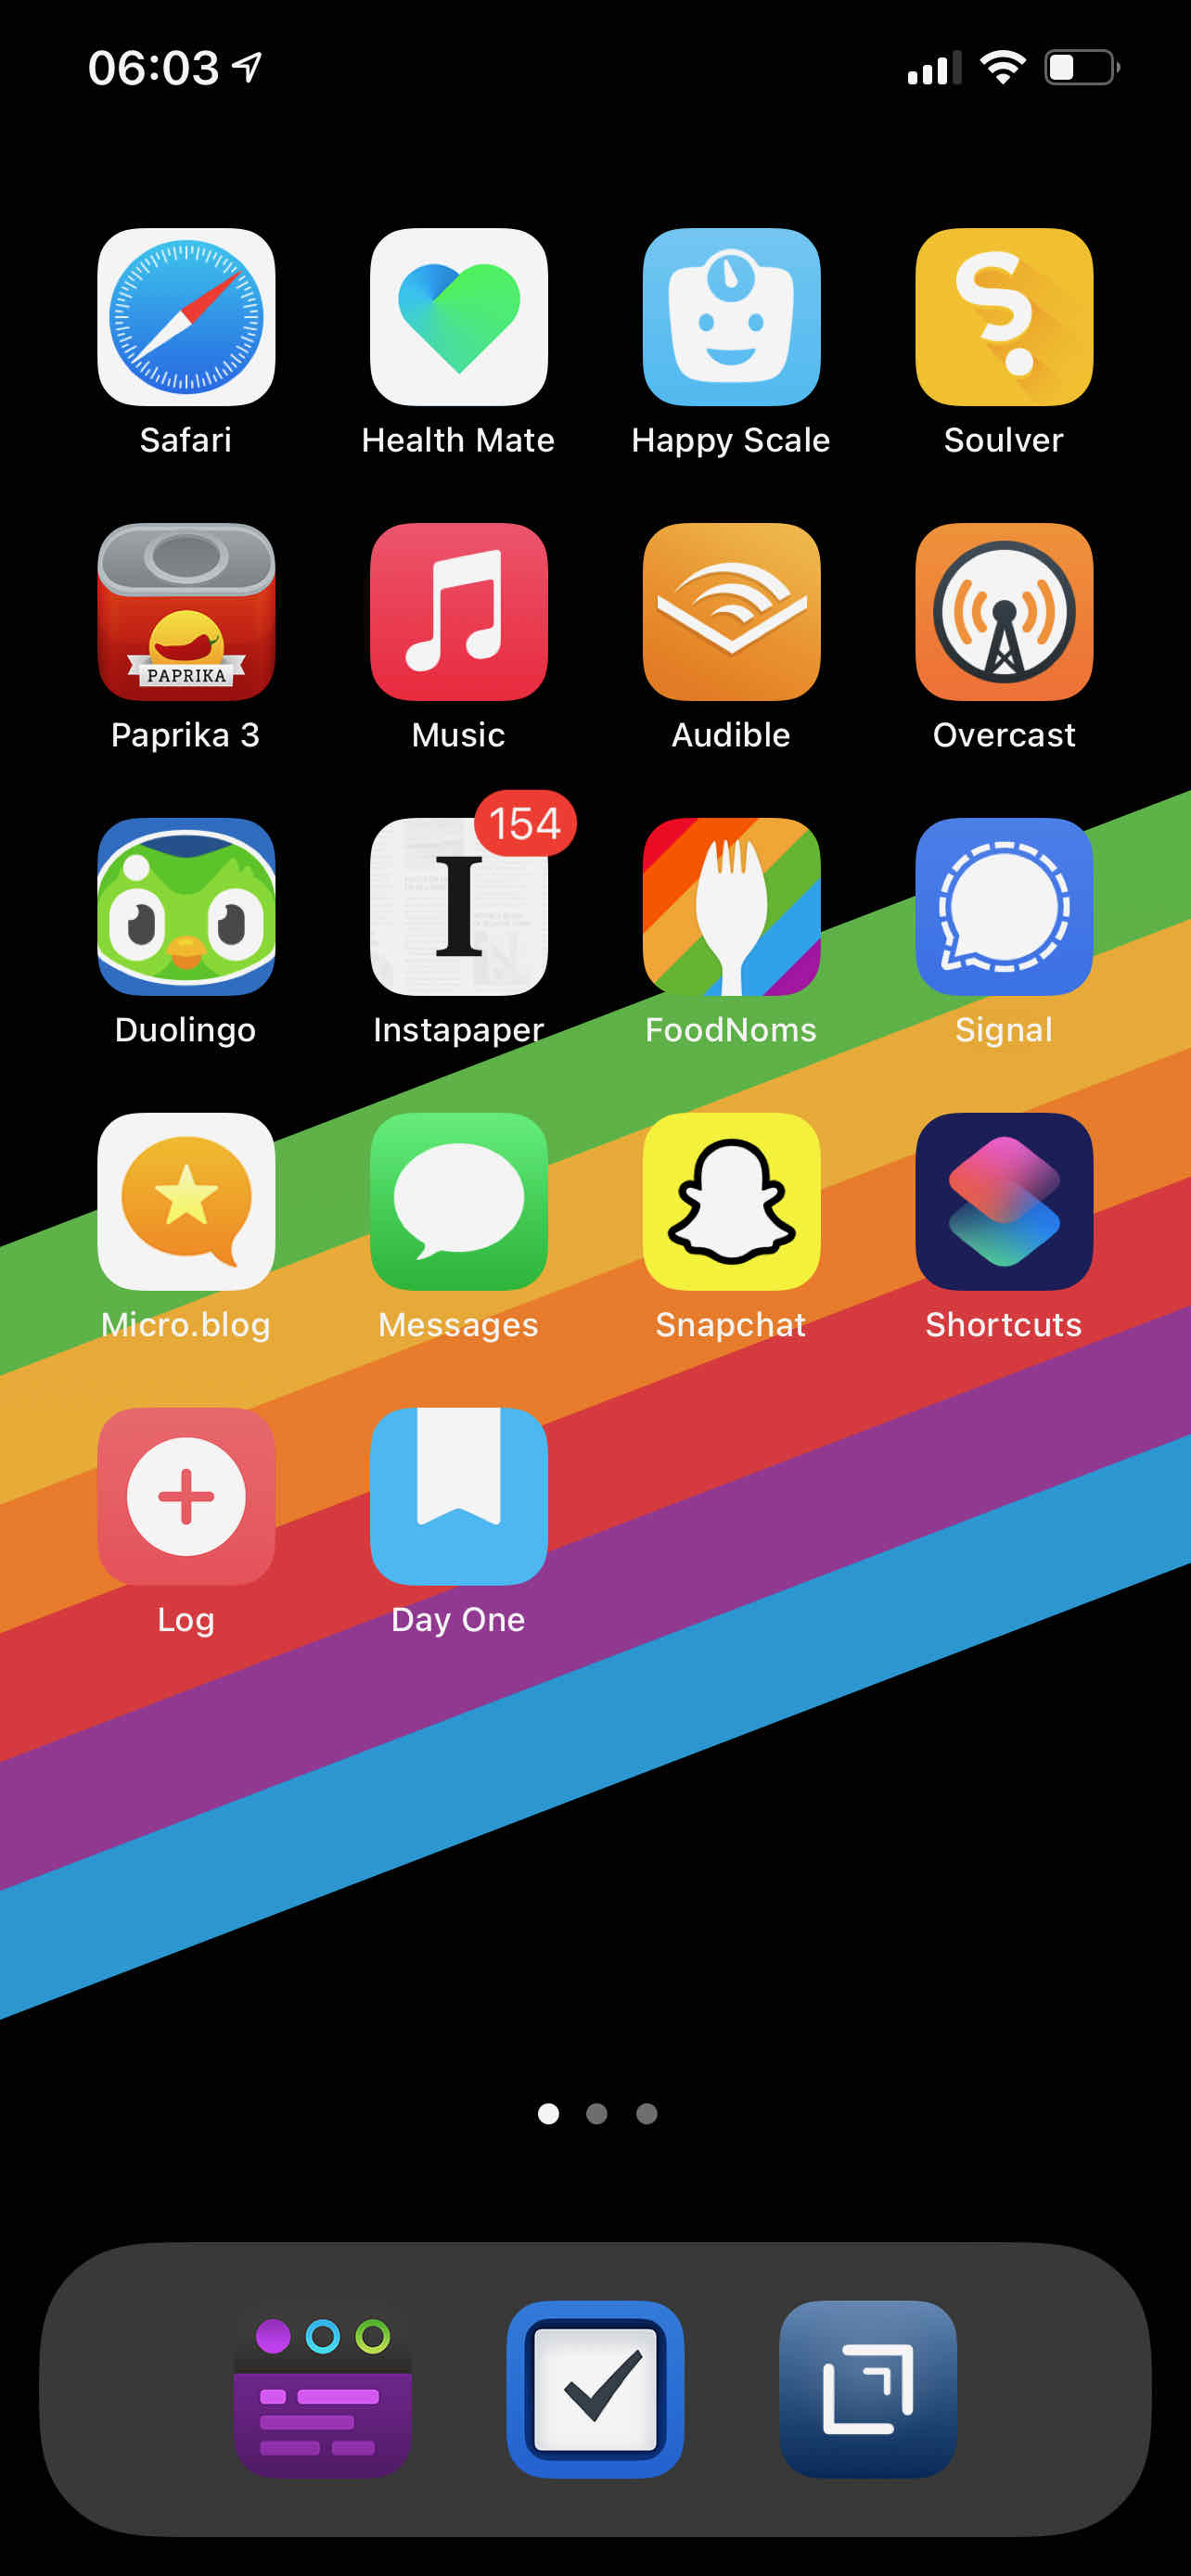 06:03
Safari
Health Mate
Happy Scale
Soulver
PAPRIKA
Paprika 3
Music
Audible
Overcast
154
I
Duolingo
Instapaper
FoodNoms
Signal
Micro.blog
Messages
Snapchat
Shortcuts
Log
Day One